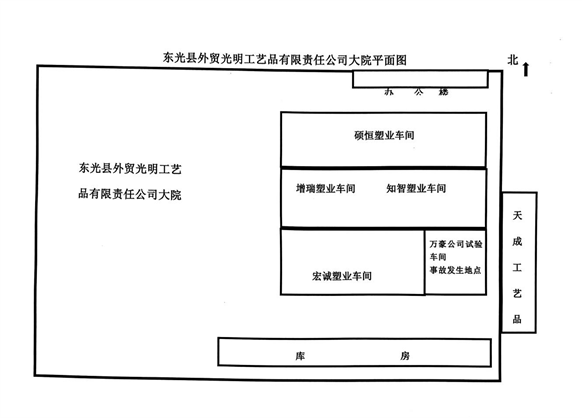 东光县外贸光明工艺品有限责任公司大院平面图
北
办公楼
硕恒塑业车间
东光县外贸光明工艺
品有限责任公司大院
增瑞塑业车间 知智塑业车间
天成工艺品
万豪公司试验
车间
事故发生地点
宏诚塑业车间
库房